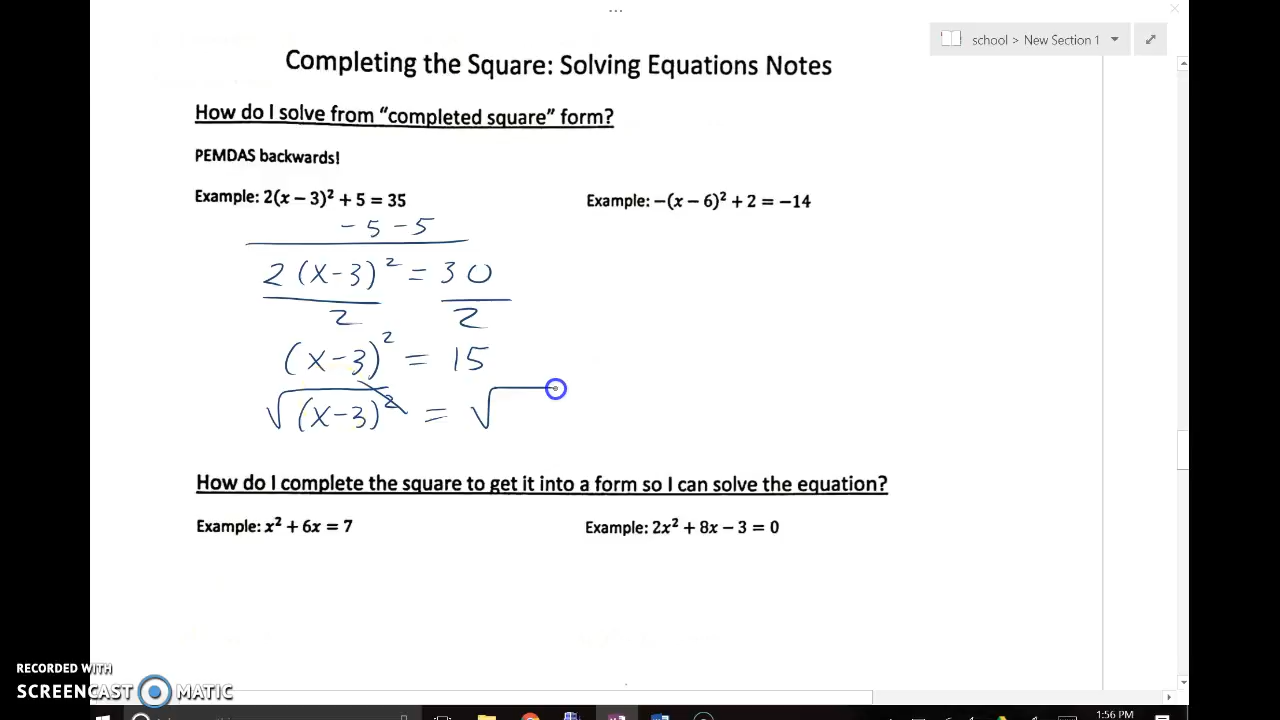 ...
school > New Section 1
Completing the Square: Solving Equations Notes
How do I solve from “completed square” form?
PEMDAS backwards!
Example: 2(x − 3)² + 5 = 35
Example: −(x − 6)² + 2 = −14
− 5 − 5
2 (x−3)² = 30
2 2
(x−3)² = 15
√(x−3)² = √
How do I complete the square to get it into a form so I can solve the equation?
Example: x² + 6x = 7
Example: 2x² + 8x − 3 = 0
RECORDED WITH
SCREENCAST MATIC
1:56 PM